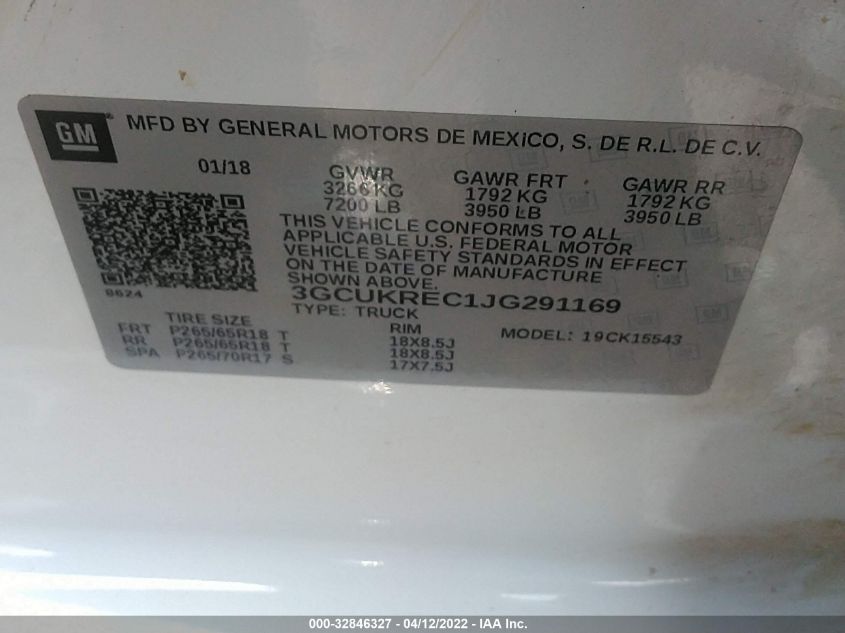 GM
MFD BY GENERAL MOTORS DE MEXiCO, S. DE R.L. DE C.V.
01/18 GVWR GAWR FRT GAWR RR
3266 KG 1792 KG 1792 KG
7200 LB 3950 LB 3950 LB
THIS VEHICLE CONFORMS TO ALL
APPLICABLE U.S. FEDERAL MOTOR
VEHICLE SAFETY STANDARDS IN EFFECT
ON THE DATE OF MANUFACTURE
SHOWN ABOVE.
8624 3GCUKREC1JG291169
TYPE: TRUCK MODEL: 19CK15543
TIRE SIZE RIM
FRT P265/65R18 T 18X8.5J
RR P265/65R18 T 18X8.5J
SPA P265/70R17 S 17X7.5J
000-32846327 - 04/12/2022 - IAA Inc.